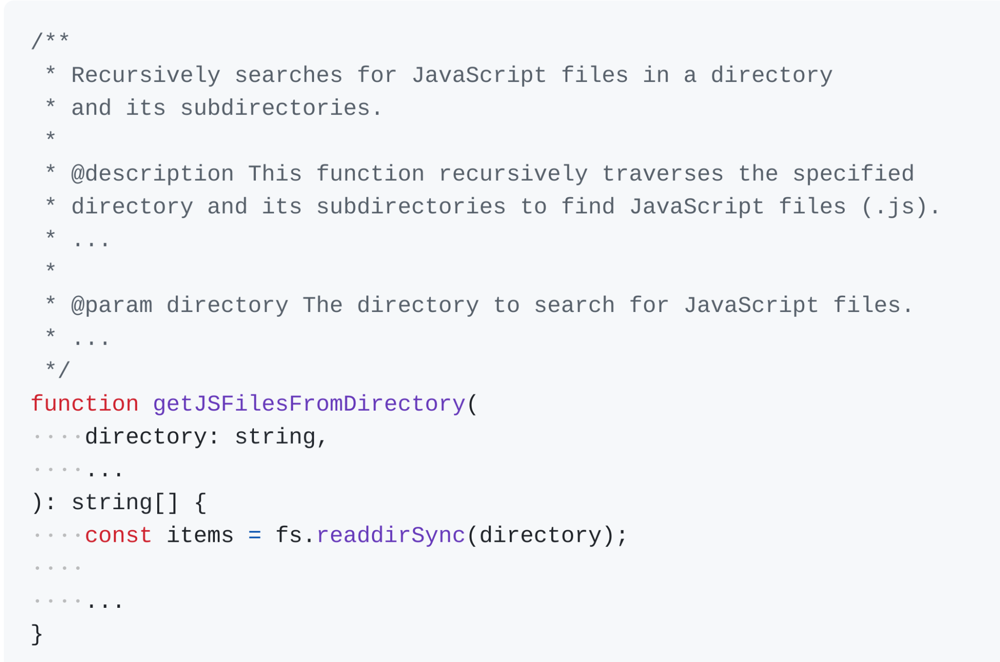 /**
 * Recursively searches for JavaScript files in a directory
 * and its subdirectories.
 *
 * @description This function recursively traverses the specified
 * directory and its subdirectories to find JavaScript files (.js).
 * ...
 *
 * @param directory The directory to search for JavaScript files.
 * ...
 */
function getJSFilesFromDirectory(
····directory: string,
····...
): string[] {
····const items = fs.readdirSync(directory);
····
····...
}